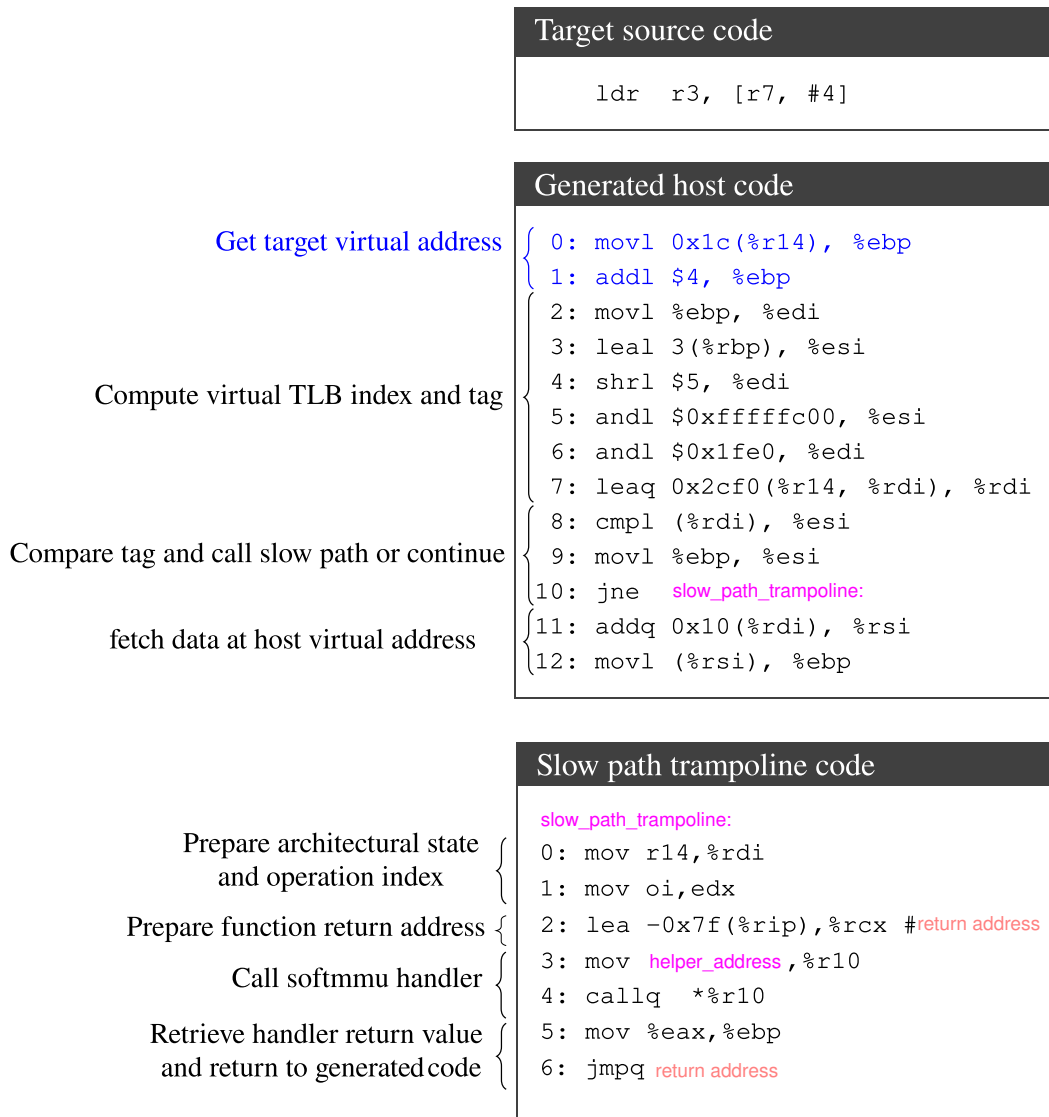 Target source code
ldr r3, [r7, #4]
Generated host code
Get target virtual address
0: movl 0x1c(%r14), %ebp
1: addl $4, %ebp
Compute virtual TLB index and tag
2: movl %ebp, %edi
3: leal 3(%rbp), %esi
4: shrl $5, %edi
5: andl $0xfffffc00, %esi
6: andl $0x1fe0, %edi
7: leaq 0x2cf0(%r14, %rdi), %rdi
Compare tag and call slow path or continue
8: cmpl (%rdi), %esi
9: movl %ebp, %esi
10: jne slow_path_trampoline:
fetch data at host virtual address
11: addq 0x10(%rdi), %rsi
12: movl (%rsi), %ebp
Slow path trampoline code
slow_path_trampoline:
Prepare architectural state
and operation index
0: mov r14,%rdi
1: mov oi,edx
Prepare function return address
2: lea -0x7f(%rip),%rcx #return address
Call softmmu handler
3: mov helper_address ,%r10
4: callq *%r10
Retrieve handler return value
and return to generated code
5: mov %eax,%ebp
6: jmpq return address